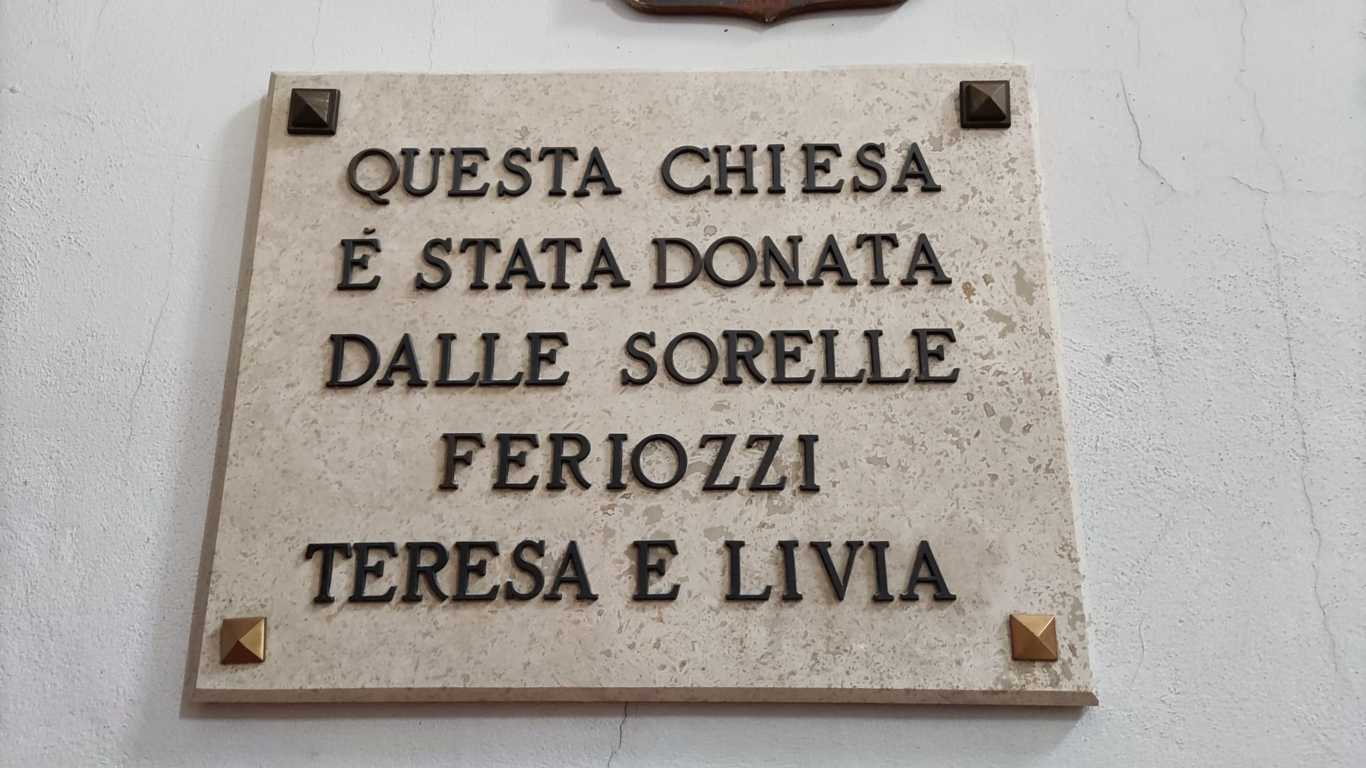 QUESTA CHIESA
É STATA DONATA
DALLE SORELLE
FERIOZZI
TERESA E LIVIA